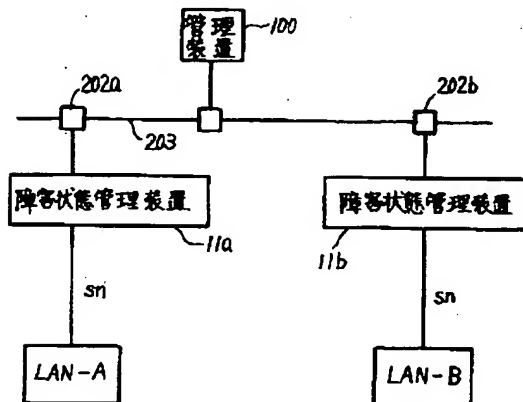 管理
装置
100
202a
202b
203
障害状態管理装置
障害状態管理装置
11a
11b
sn
sn
LAN-A
LAN-B